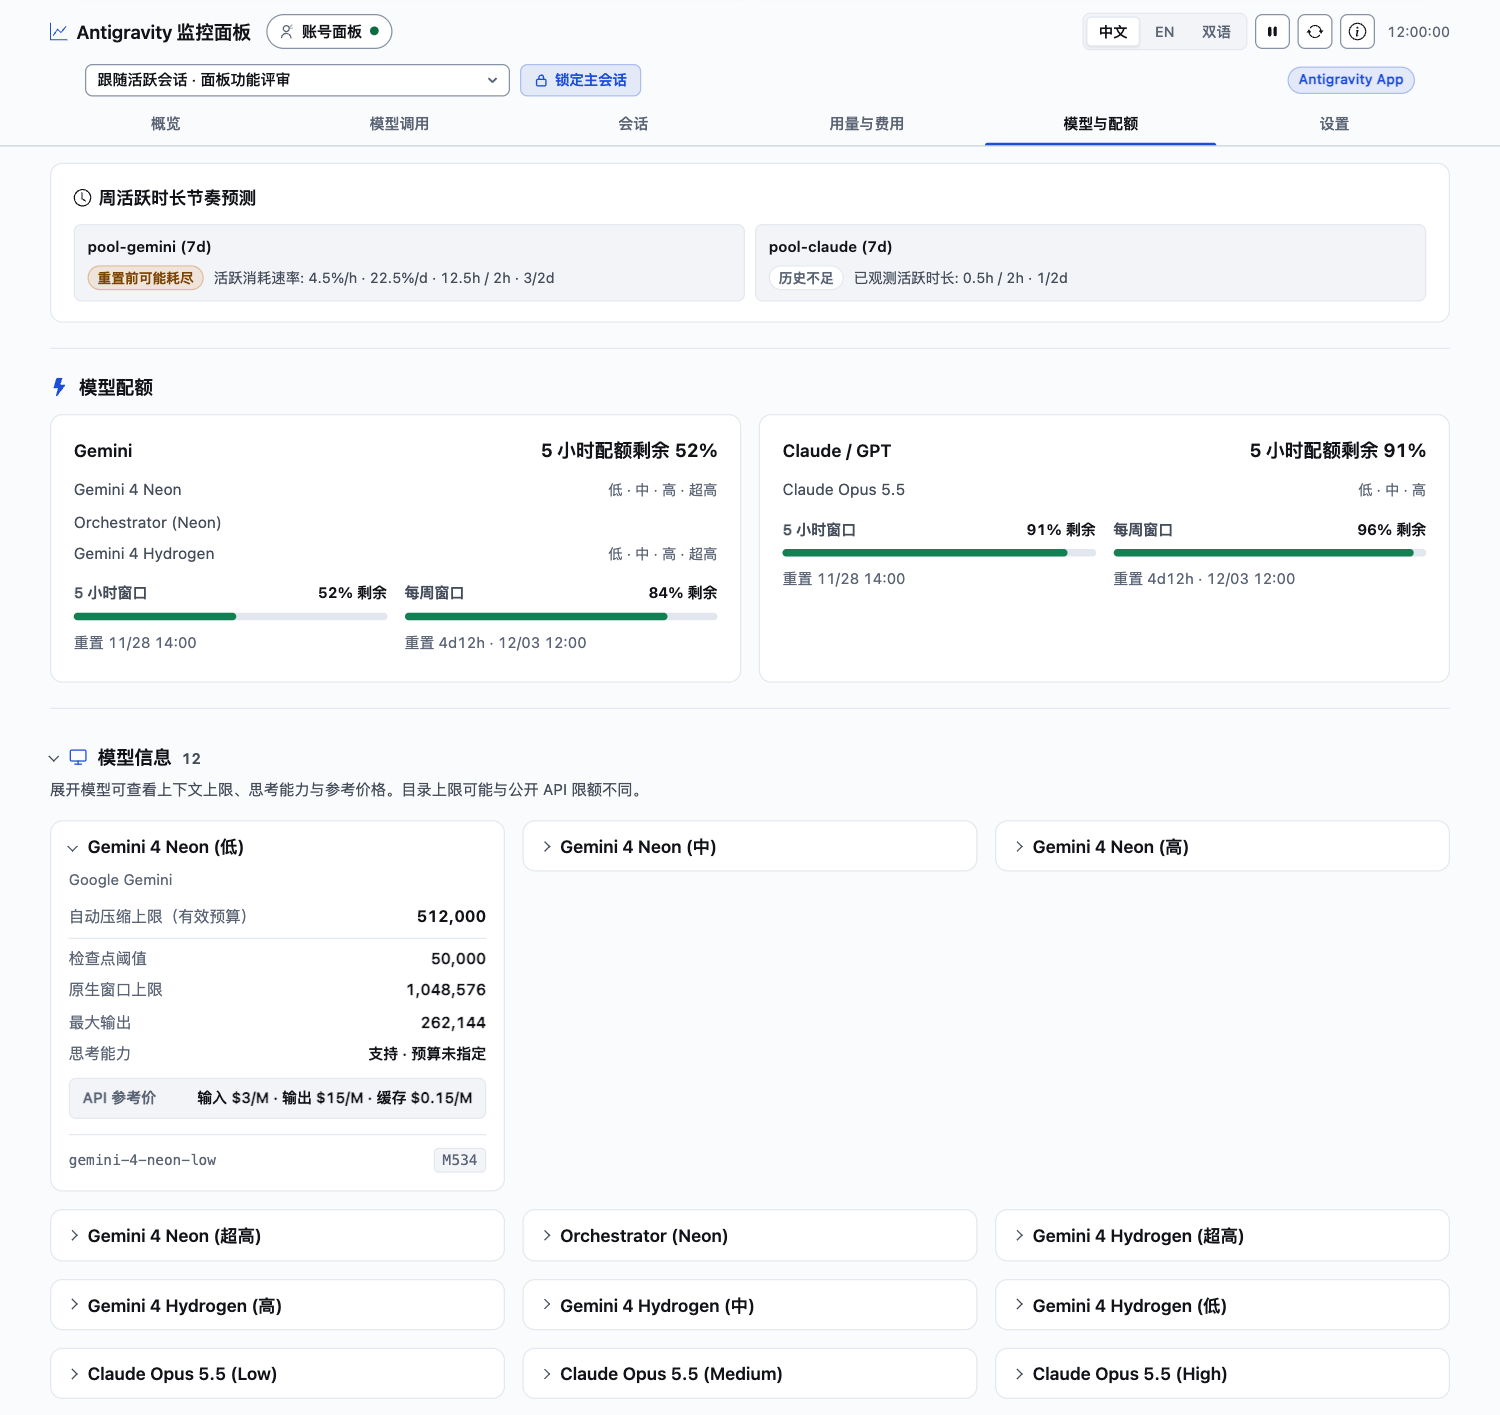 Antigravity 监控面板
账号面板
中文 EN 双语
12:00:00
跟随活跃会话 · 面板功能评审
锁定主会话
Antigravity App
概览 模型调用 会话 用量与费用 模型与配额 设置
周活跃时长节奏预测
pool-gemini (7d)
重置前可能耗尽 活跃消耗速率: 4.5%/h · 22.5%/d · 12.5h / 2h · 3/2d
pool-claude (7d)
历史不足 已观测活跃时长: 0.5h / 2h · 1/2d
模型配额
Gemini 5 小时配额剩余 52%
Gemini 4 Neon 低 · 中 · 高 · 超高
Orchestrator (Neon)
Gemini 4 Hydrogen 低 · 中 · 高 · 超高
5 小时窗口 52% 剩余 每周窗口 84% 剩余
重置 11/28 14:00 重置 4d12h · 12/03 12:00
Claude / GPT 5 小时配额剩余 91%
Claude Opus 5.5 低 · 中 · 高
5 小时窗口 91% 剩余 每周窗口 96% 剩余
重置 11/28 14:00 重置 4d12h · 12/03 12:00
模型信息 12
展开模型可查看上下文上限、思考能力与参考价格。目录上限可能与公开 API 限额不同。
Gemini 4 Neon (低)
Google Gemini
自动压缩上限（有效预算） 512,000
检查点阈值 50,000
原生窗口上限 1,048,576
最大输出 262,144
思考能力 支持 · 预算未指定
API 参考价 输入 $3/M · 输出 $15/M · 缓存 $0.15/M
gemini-4-neon-low M534
Gemini 4 Neon (中)
Gemini 4 Neon (高)
Gemini 4 Neon (超高)
Orchestrator (Neon)
Gemini 4 Hydrogen (超高)
Gemini 4 Hydrogen (高)
Gemini 4 Hydrogen (中)
Gemini 4 Hydrogen (低)
Claude Opus 5.5 (Low)
Claude Opus 5.5 (Medium)
Claude Opus 5.5 (High)